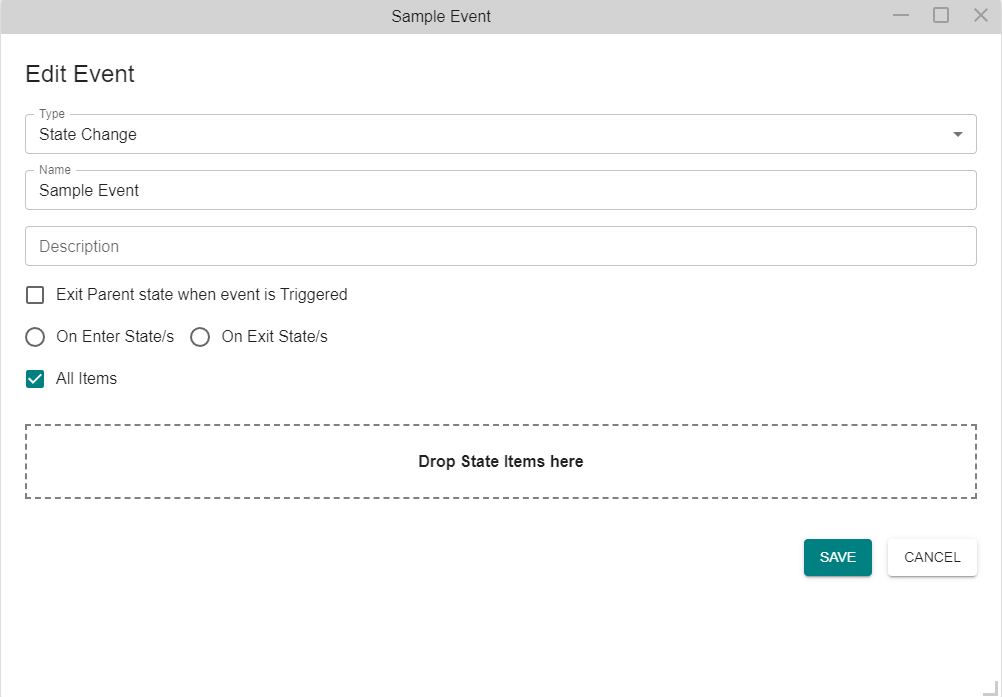 Sample Event
Edit Event
Type
State Change
Name
Sample Event
Description
Exit Parent state when event is Triggered
On Enter State/s On Exit State/s
All Items
Drop State Items here
SAVE CANCEL